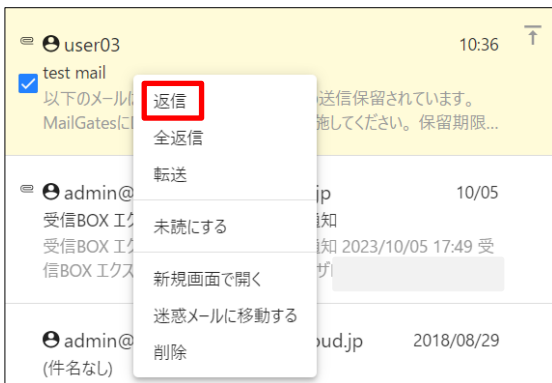 user03 10:36
test mail
以下のメールは 送信保留されています。
MailGatesに 施してください。保留期限...
返信
全返信
転送
未読にする
新規画面で開く
迷惑メールに移動する
削除
admin@ jp 10/05
受信BOX エク 知
受信BOX エク 知 2023/10/05 17:49 受
信BOX エクス
admin@ oud.jp 2018/08/29
(件名なし)